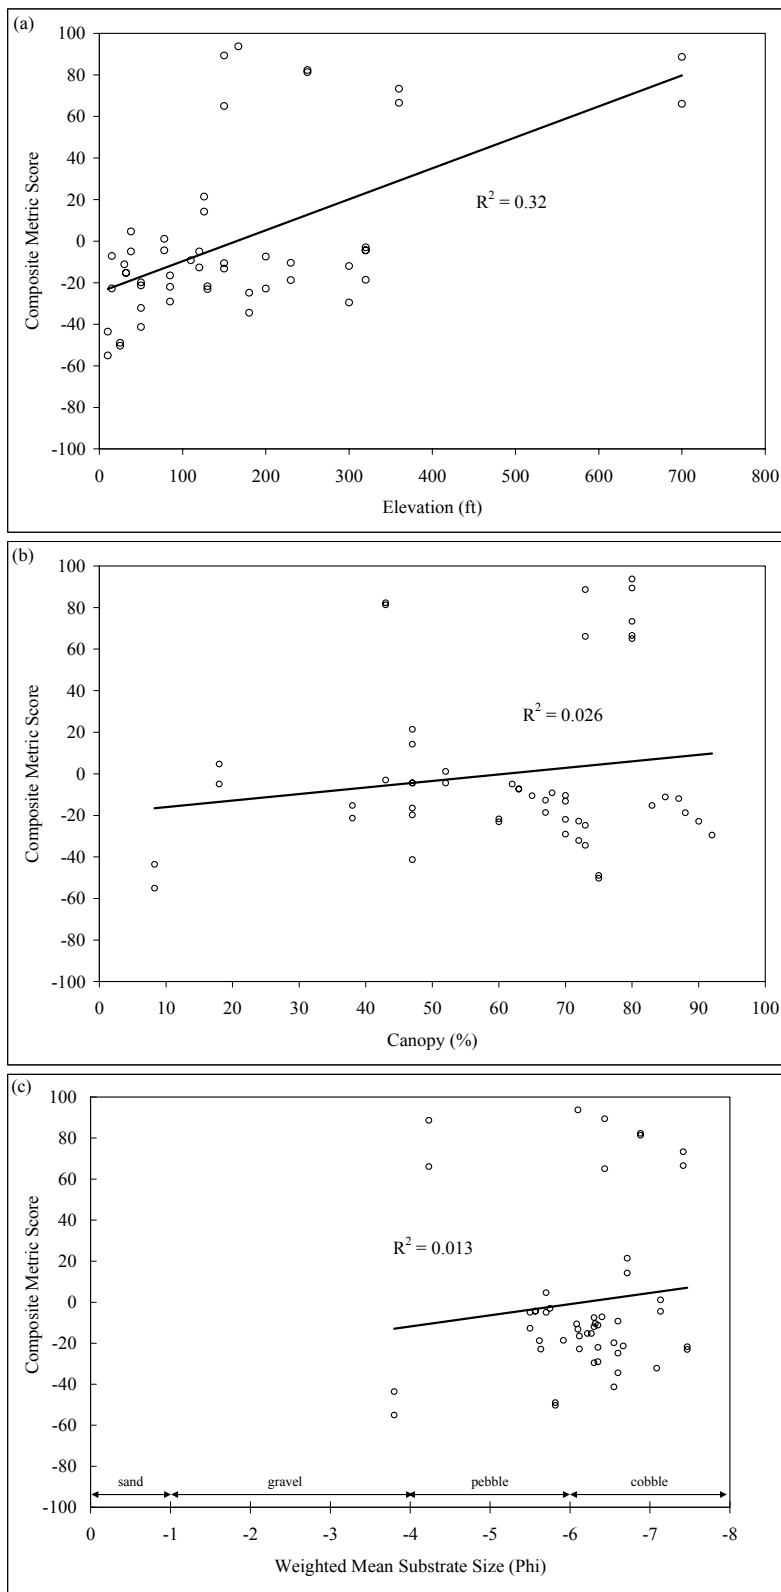 (a)
100
80
60
40
20
0
-20
-40
-60
-80
-100
Composite Metric Score
R² = 0.32
0 100 200 300 400 500 600 700 800
Elevation (ft)
(b)
100
80
60
40
20
0
-20
-40
-60
-80
-100
Composite Metric Score
R² = 0.026
0 10 20 30 40 50 60 70 80 90 100
Canopy (%)
(c)
100
80
60
40
20
0
-20
-40
-60
-80
-100
Composite Metric Score
R² = 0.013
sand gravel pebble cobble
0 -1 -2 -3 -4 -5 -6 -7 -8
Weighted Mean Substrate Size (Phi)